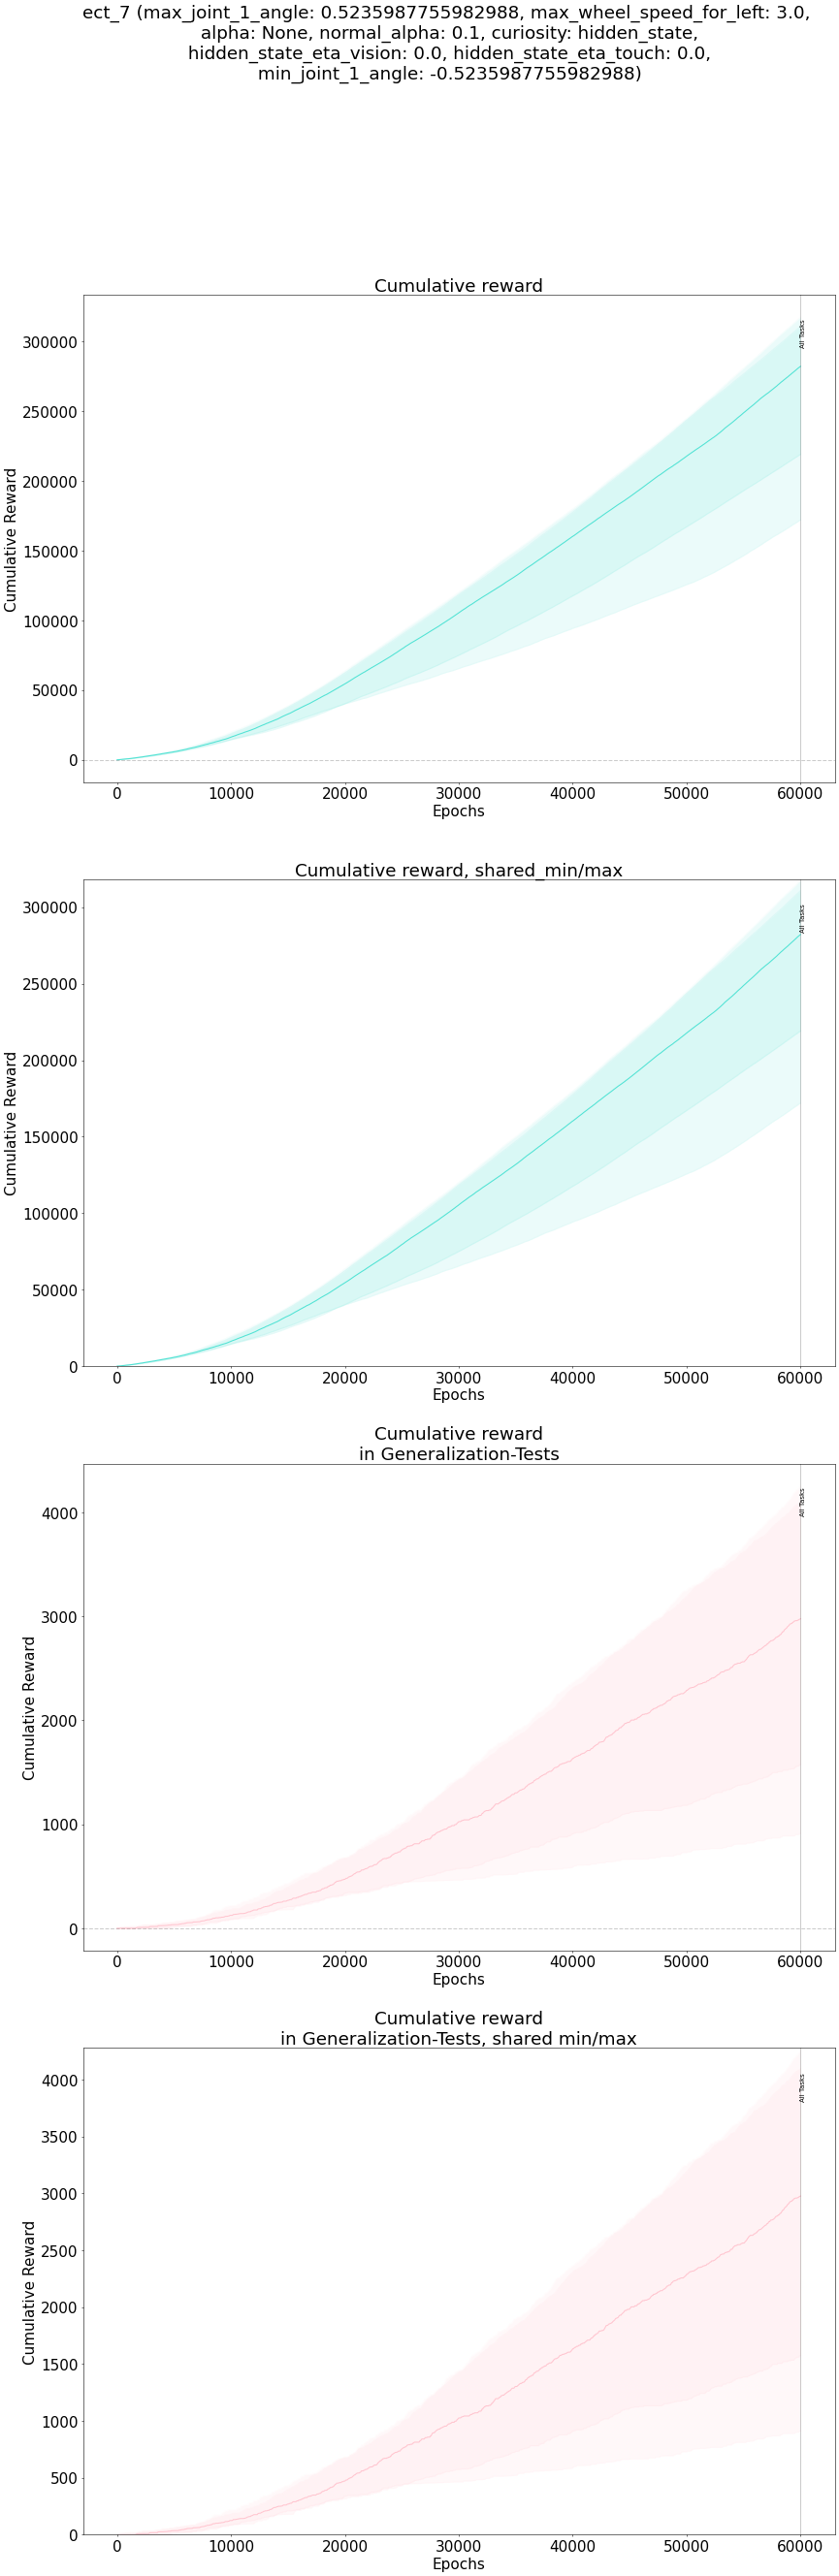 ect_7 (max_joint_1_angle: 0.5235987755982988, max_wheel_speed_for_left: 3.0,
alpha: None, normal_alpha: 0.1, curiosity: hidden_state,
hidden_state_eta_vision: 0.0, hidden_state_eta_touch: 0.0,
min_joint_1_angle: -0.5235987755982988)
Cumulative reward
All Tasks
300000
250000
200000
150000
100000
50000
0
Cumulative Reward
0 10000 20000 30000 40000 50000 60000
Epochs
Cumulative reward, shared_min/max
All Tasks
300000
250000
200000
150000
100000
50000
0
Cumulative Reward
0 10000 20000 30000 40000 50000 60000
Epochs
Cumulative reward
in Generalization-Tests
All Tasks
4000
3000
2000
1000
0
Cumulative Reward
0 10000 20000 30000 40000 50000 60000
Epochs
Cumulative reward
in Generalization-Tests, shared min/max
All Tasks
4000
3500
3000
2500
2000
1500
1000
500
0
Cumulative Reward
0 10000 20000 30000 40000 50000 60000
Epochs